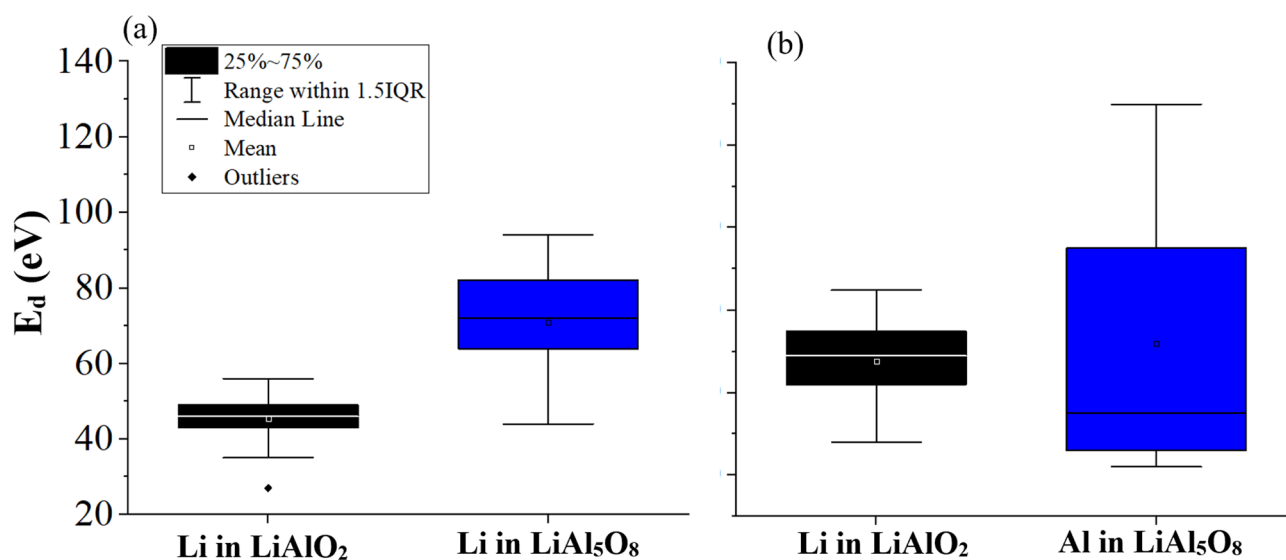 (a)
25%~75%
Range within 1.5IQR
Median Line
Mean
Outliers
140
120
100
80
60
40
20
E_d (eV)
Li in LiAlO₂
Li in LiAl₅O₈
(b)
Li in LiAlO₂
Al in LiAl₅O₈